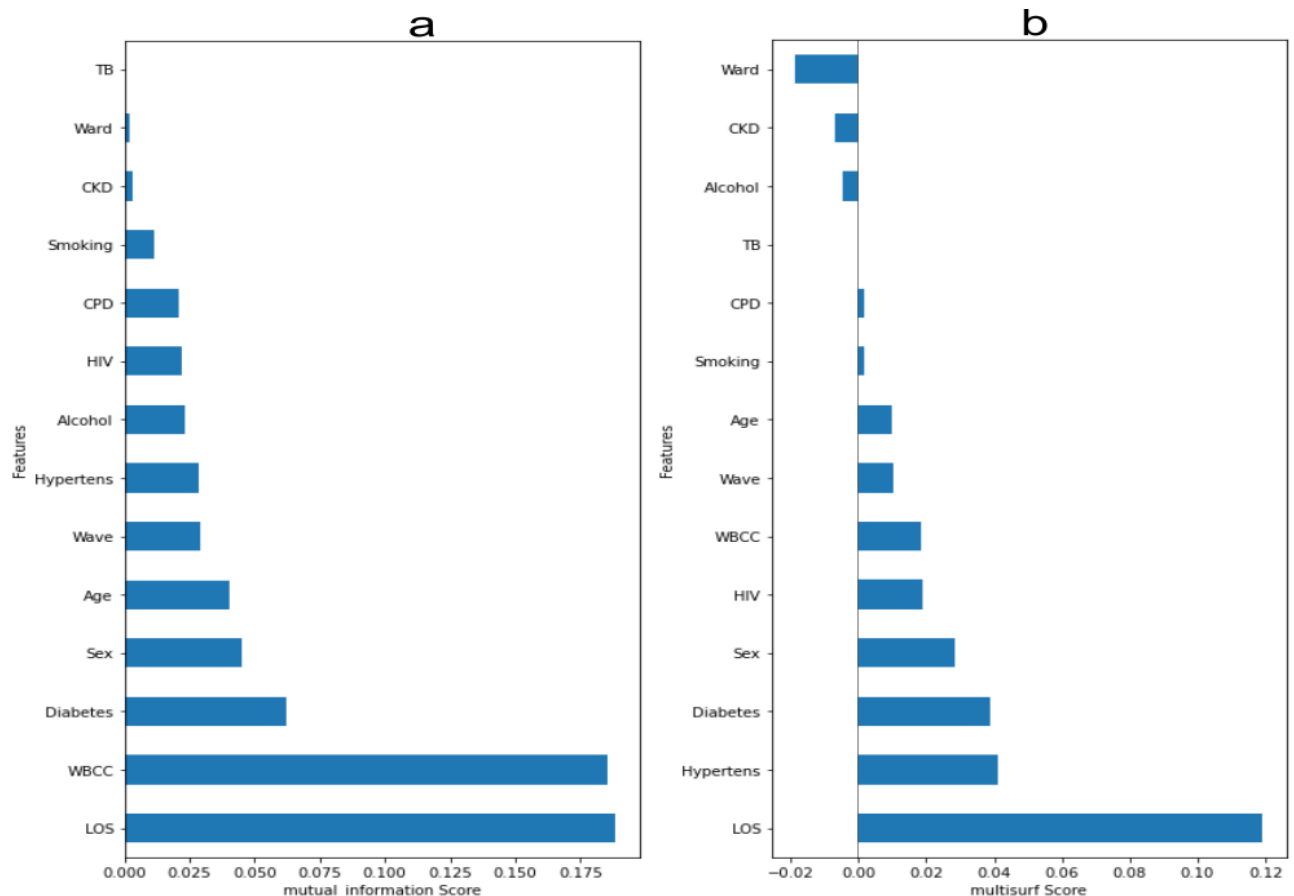 a
TB
Ward
CKD
Smoking
CPD
HIV
Alcohol
Hypertens
Wave
Age
Sex
Diabetes
WBCC
LOS
Features
0.000 0.025 0.050 0.075 0.100 0.125 0.150 0.175
mutual_information Score
b
Ward
CKD
Alcohol
TB
CPD
Smoking
Age
Wave
WBCC
HIV
Sex
Diabetes
Hypertens
LOS
Features
−0.02 0.00 0.02 0.04 0.06 0.08 0.10 0.12
multisurf Score